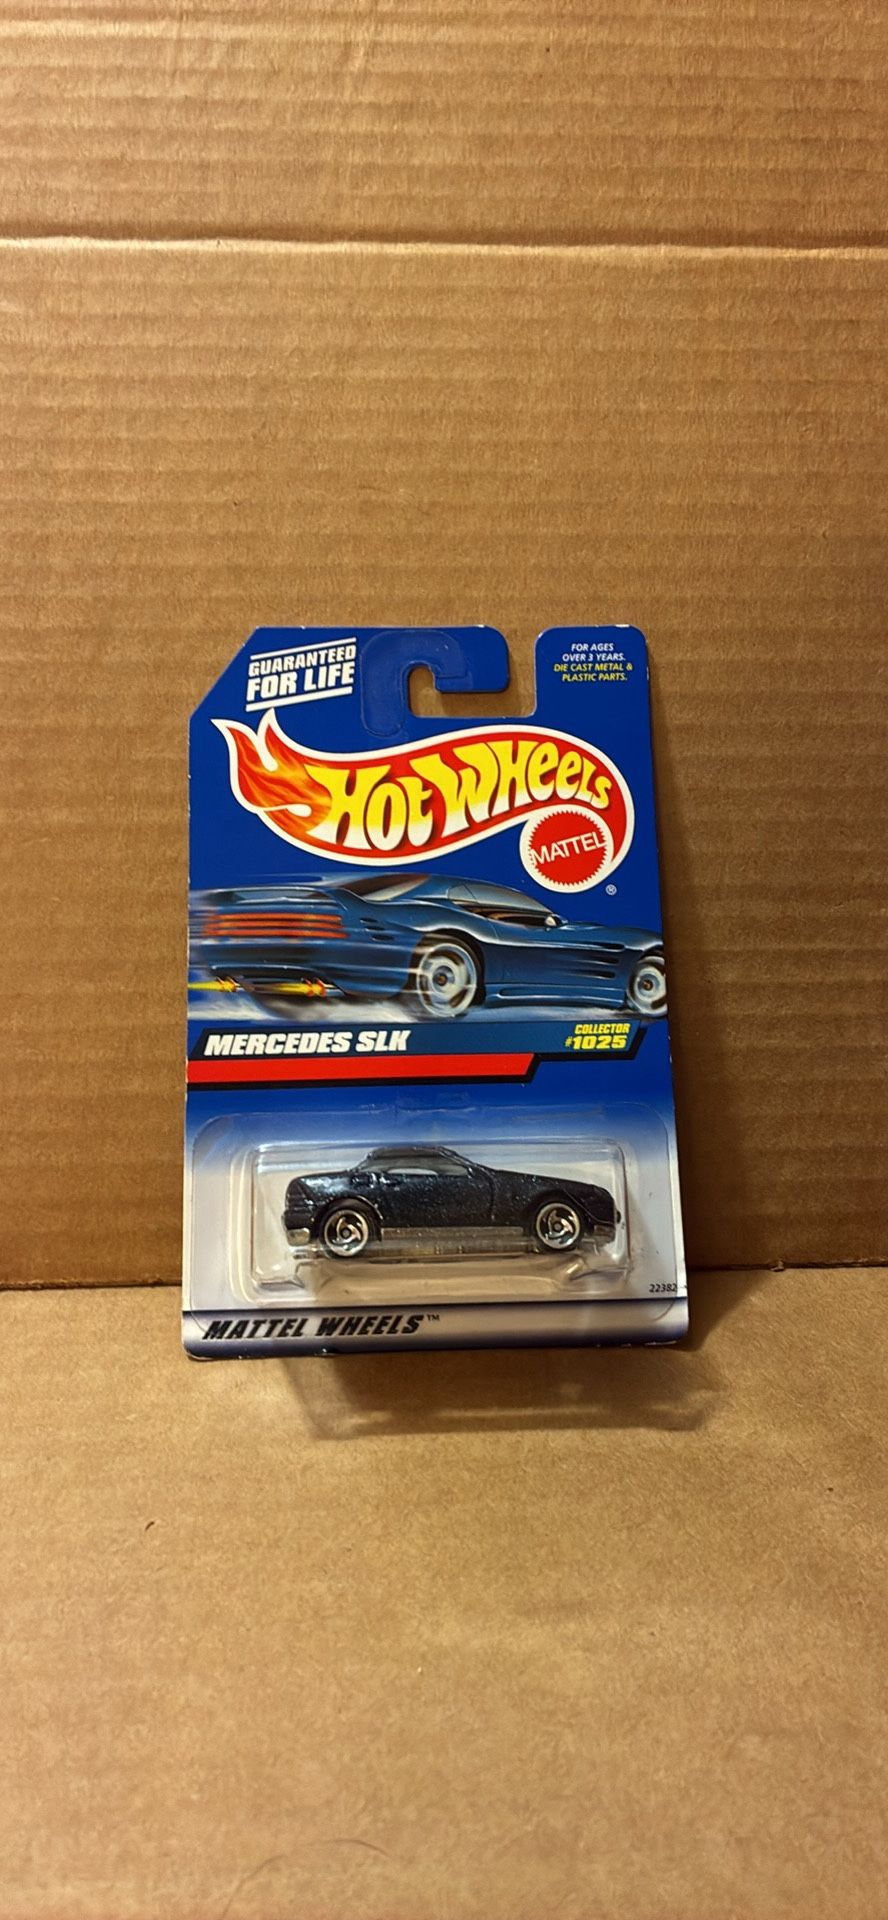 GUARANTEED
FOR LIFE
FOR AGES
OVER 3 YEARS.
DIE CAST METAL &
PLASTIC PARTS.
HOT WHEELS
MATTEL
®
MERCEDES SLK
COLLECTOR
#1025
22382
MATTEL WHEELS™